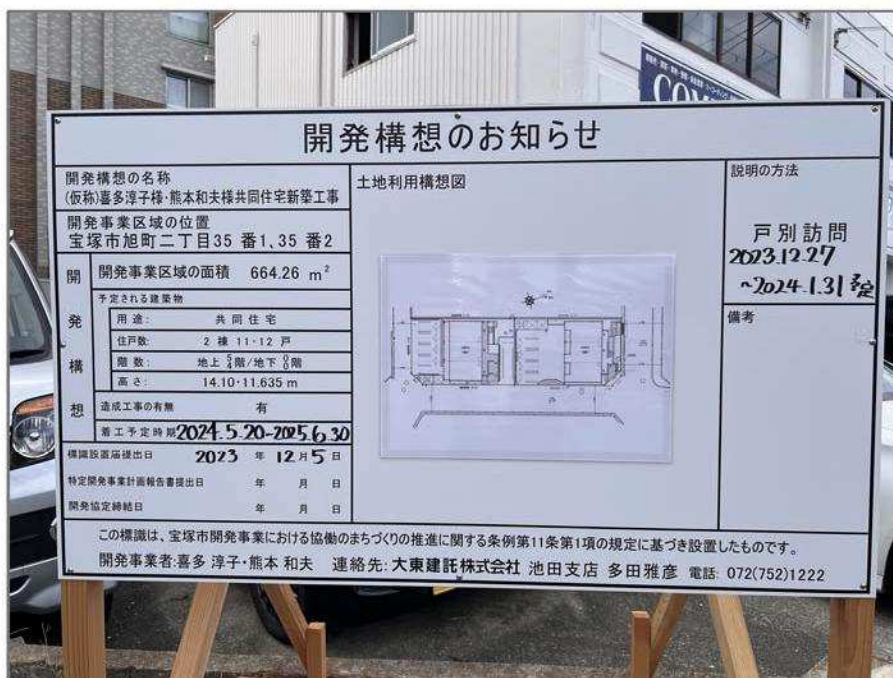 開発構想のお知らせ
開発構想の名称
(仮称)喜多淳子様・熊本和夫様共同住宅新築工事
開発事業区域の位置
宝塚市旭町二丁目35 番1、35 番2
開発構想
開発事業区域の面積 664.26 m²
予定される建築物
用途: 共同住宅
住戸数: 2 棟 11・12 戸
階数: 地上 5/4 階/地下 0/0 階
高さ: 14.10・11.635 m
造成工事の有無 有
着工予定時期 2024.5.20-2025.6.30
標識設置届提出日 2023 年 12月 5 日
特定開発事業計画報告書提出日 年 月 日
開発協定締結日 年 月 日
土地利用構想図
説明の方法
戸別訪問
2023.12.27
~2024.1.31予定
備考
この標識は、宝塚市開発事業における協働のまちづくりの推進に関する条例第11条第1項の規定に基づき設置したものです。
開発事業者:喜多 淳子・熊本 和夫 連絡先:大東建託株式会社 池田支店 多田雅彦 電話: 072(752)1222